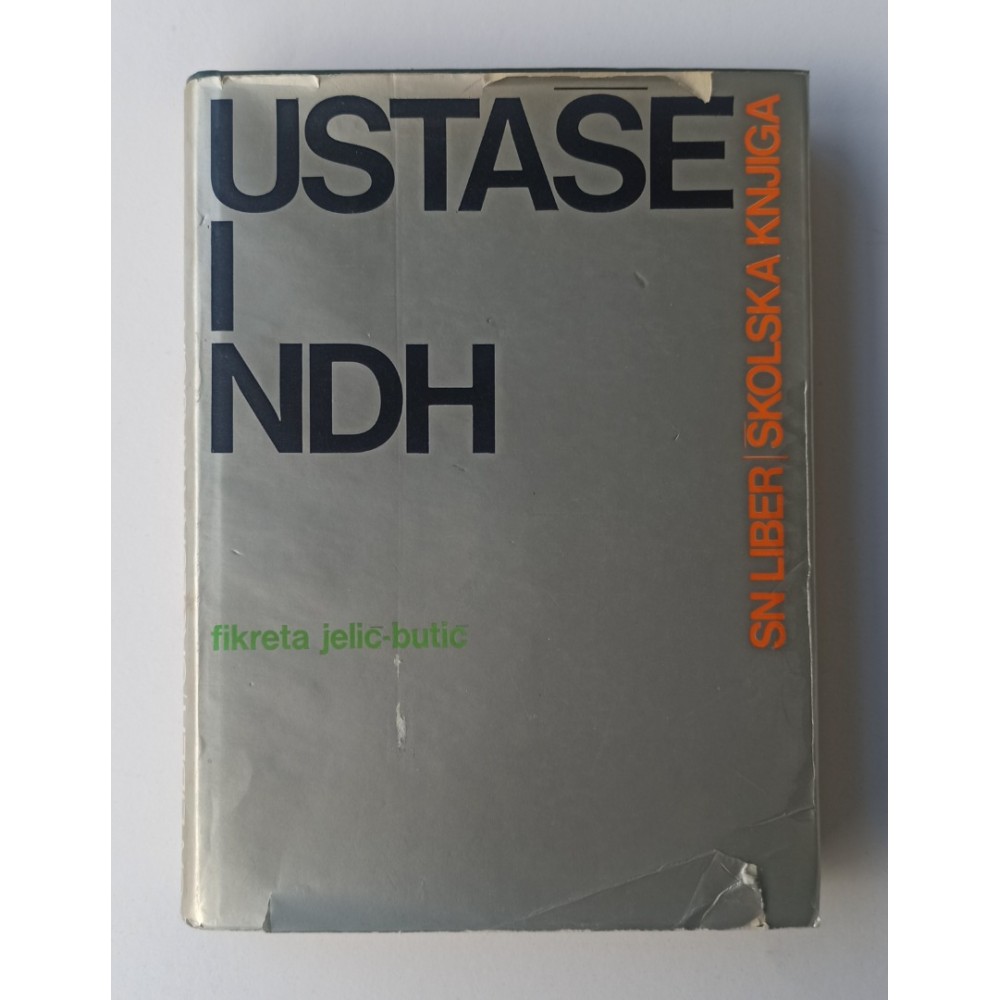 USTAŠE
I
NDH
fikreta jelić-butić
SN LIBER | ŠKOLSKA KNJIGA